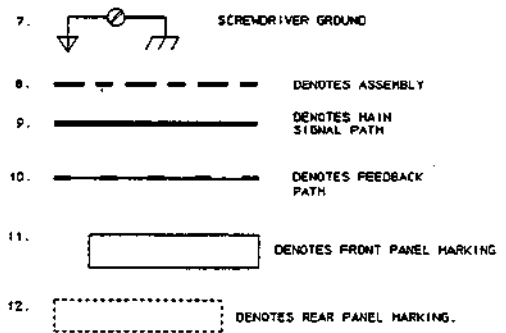 7. SCREWDRIVER GROUND
8. DENOTES ASSEMBLY
9. DENOTES MAIN
SIGNAL PATH
10. DENOTES FEEDBACK
PATH
11. DENOTES FRONT PANEL MARKING
12. DENOTES REAR PANEL MARKING.